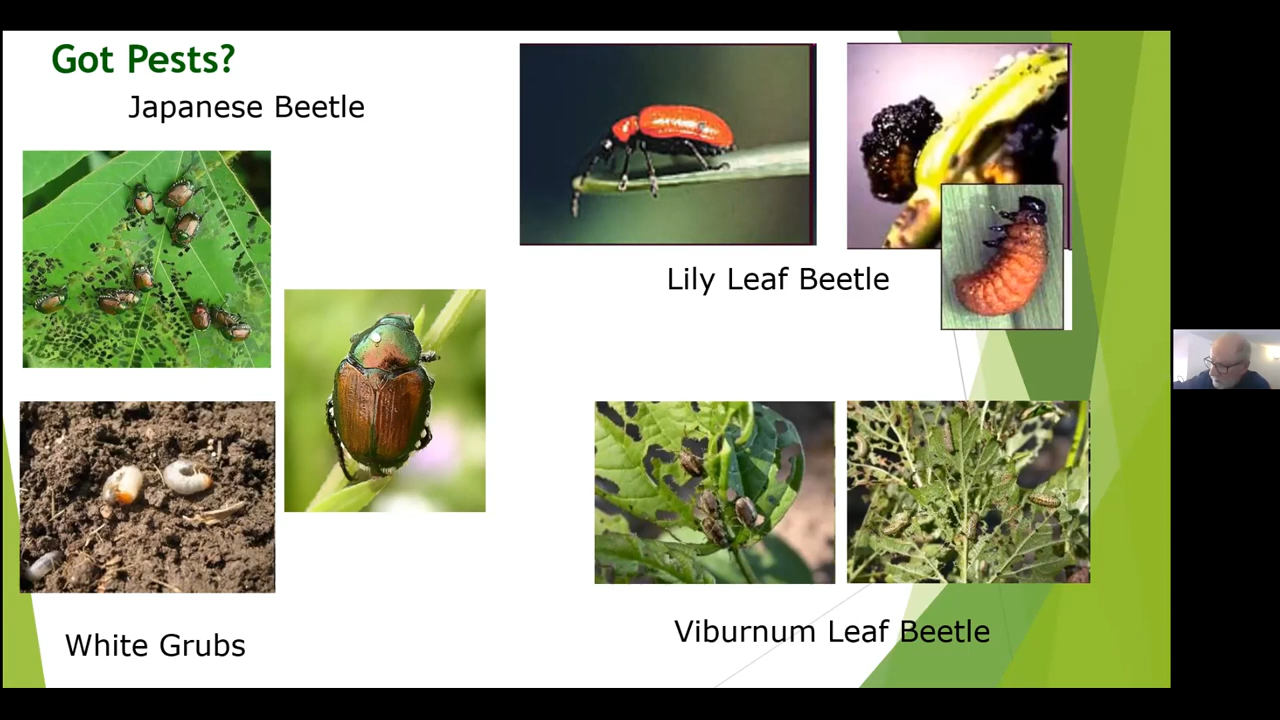 Got Pests?
Japanese Beetle
Lily Leaf Beetle
White Grubs
Viburnum Leaf Beetle